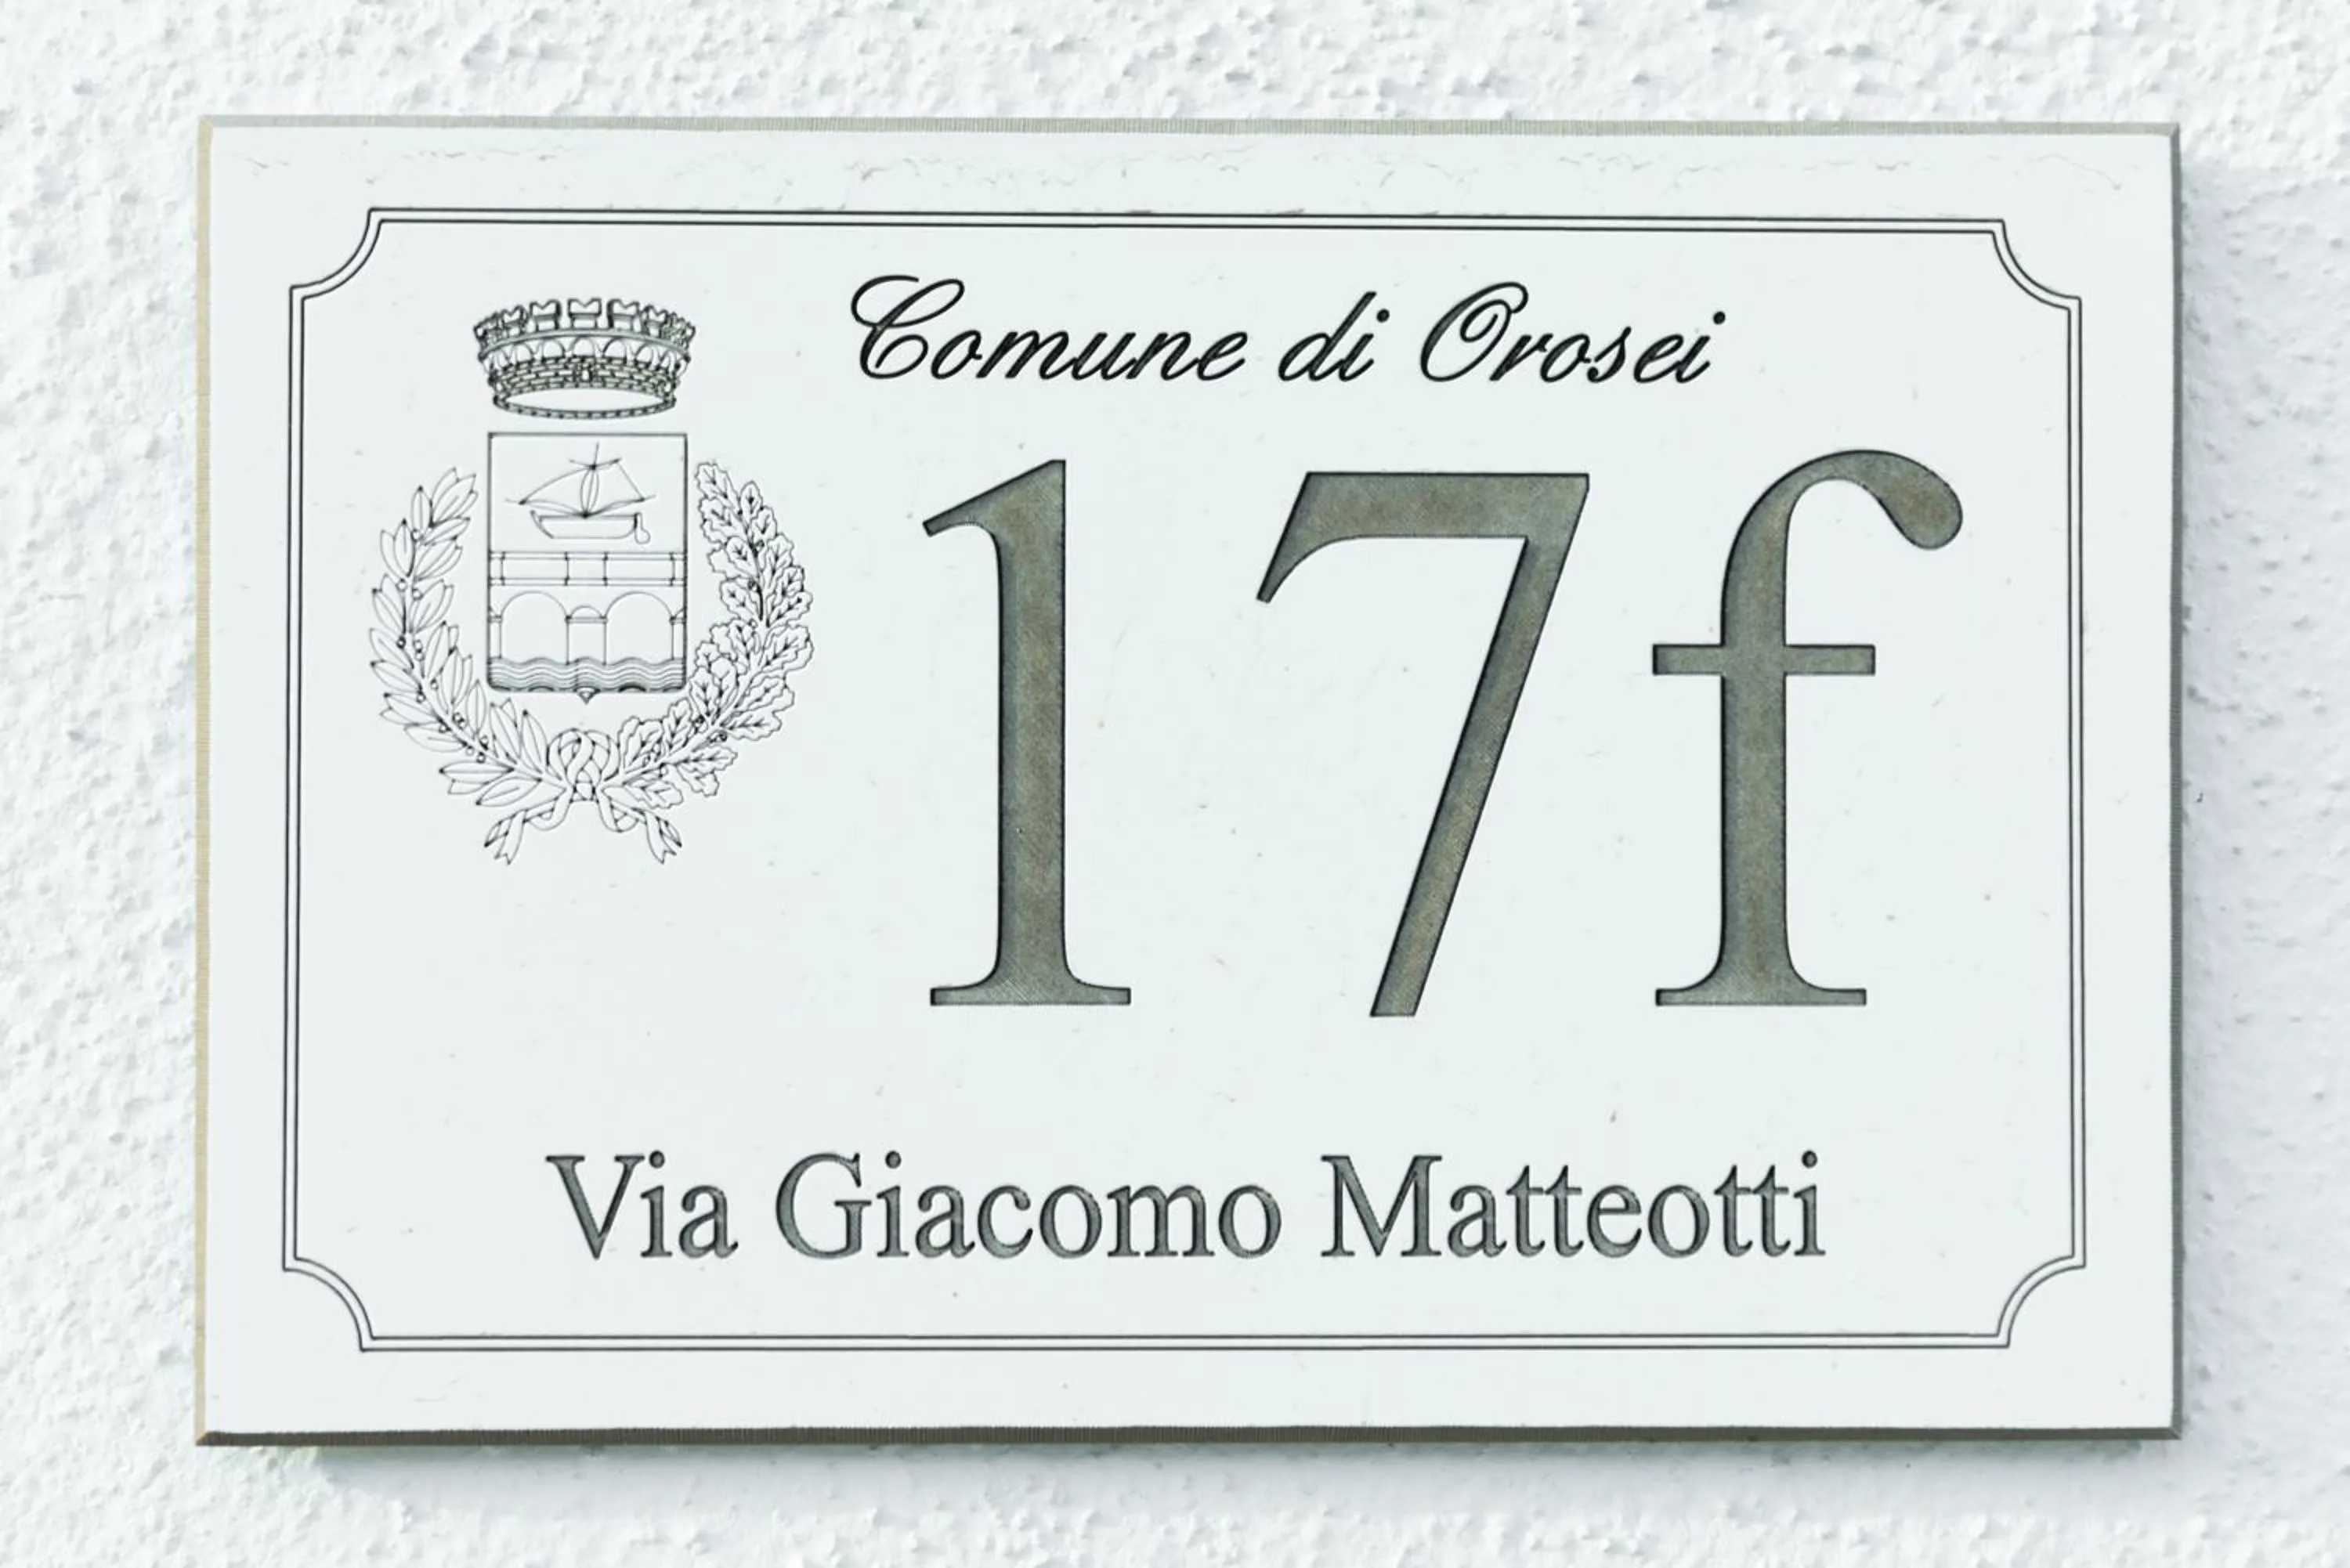 Comune di Orosei
17f
Via Giacomo Matteotti